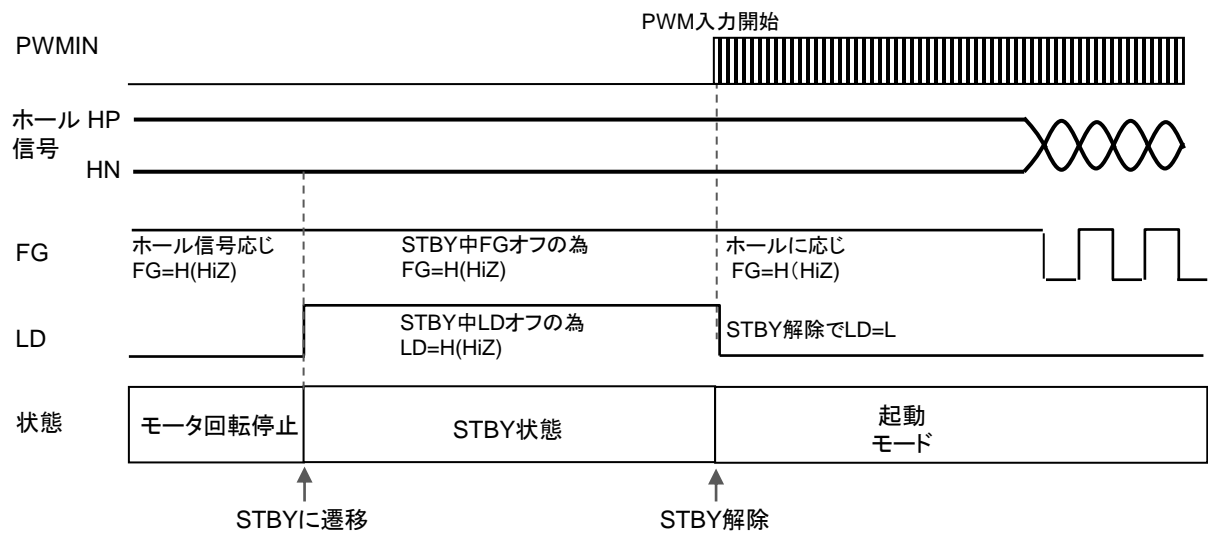 PWM入力開始
PWMIN
ホール HP
信号
HN
FG
ホール信号応じ
FG=H(HiZ)
STBY中FGオフの為
FG=H(HiZ)
ホールに応じ
FG=H（HiZ)
LD
STBY中LDオフの為
LD=H(HiZ)
STBY解除でLD=L
状態
モータ回転停止
STBY状態
起動
モード
STBYに遷移
STBY解除